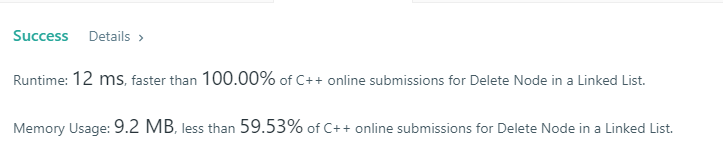 Success Details ›
Runtime: 12 ms, faster than 100.00% of C++ online submissions for Delete Node in a Linked List.
Memory Usage: 9.2 MB, less than 59.53% of C++ online submissions for Delete Node in a Linked List.